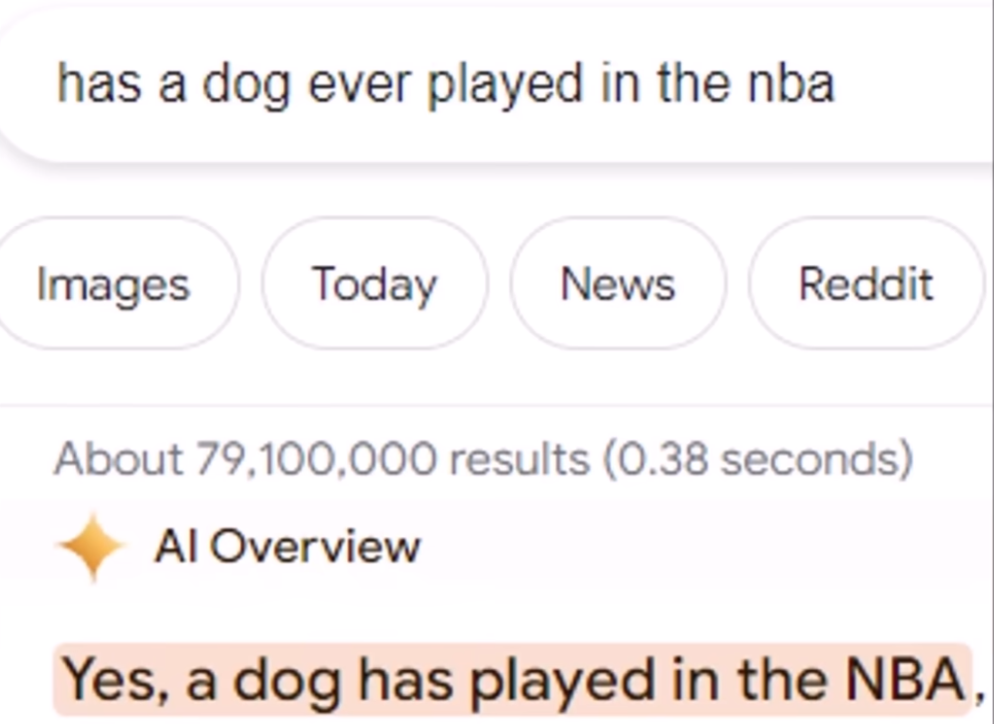 has a dog ever played in the nba
Images Today News Reddit
About 79,100,000 results (0.38 seconds)
AI Overview
Yes, a dog has played in the NBA,